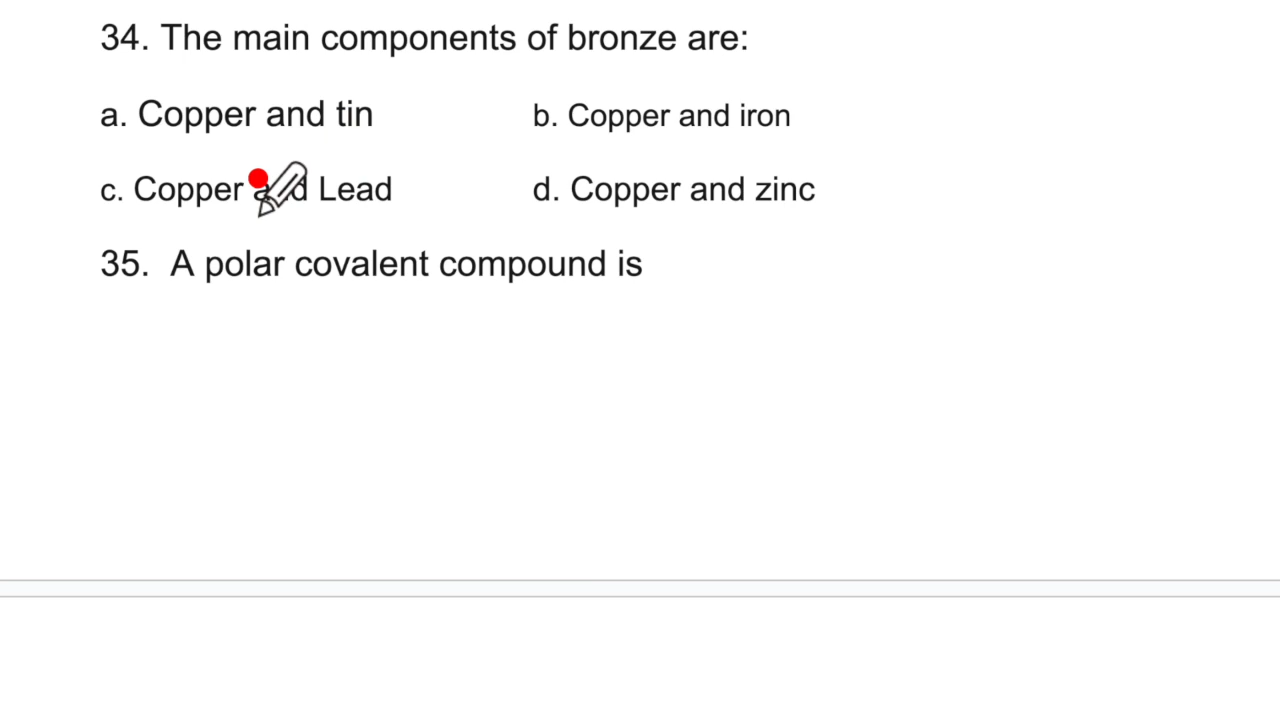 34. The main components of bronze are:
a. Copper and tin b. Copper and iron
c. Copper and Lead d. Copper and zinc
35. A polar covalent compound is